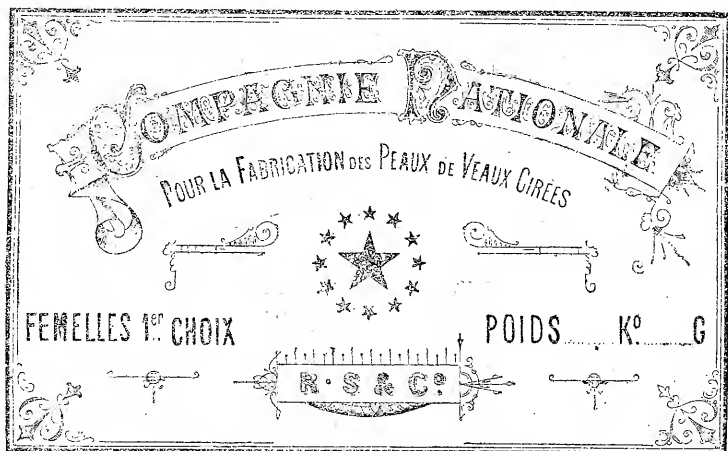 COMPAGNIE NATIONALE
POUR LA FABRICATION DES PEAUX DE VEAUX CIRÉES
FEMELLES 1er CHOIX
POIDS...... Ko......G
R. S & Co.